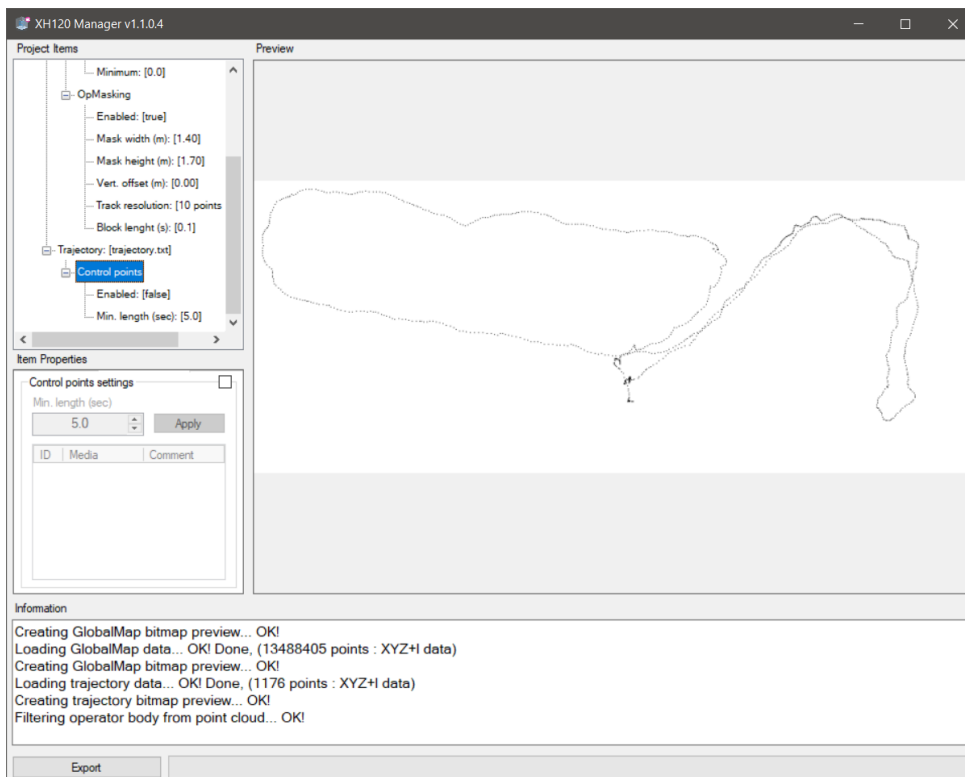 XH120 Manager v1.1.0.4
Project Items
Minimum: [0.0]
OpMasking
Enabled: [true]
Mask width (m): [1.40]
Mask height (m): [1.70]
Vert. offset (m): [0.00]
Track resolution: [10 points
Block lenght (s): [0.1]
Trajectory: [trajectory.txt]
Control points
Enabled: [false]
Min. length (sec): [5.0]
Item Properties
Control points settings
Min. length (sec)
5.0 Apply
ID Media Comment
Preview
Information
Creating GlobalMap bitmap preview... OK!
Loading GlobalMap data... OK! Done, (13488405 points : XYZ+I data)
Creating GlobalMap bitmap preview... OK!
Loading trajectory data... OK! Done, (1176 points : XYZ+I data)
Creating trajectory bitmap preview... OK!
Filtering operator body from point cloud... OK!
Export